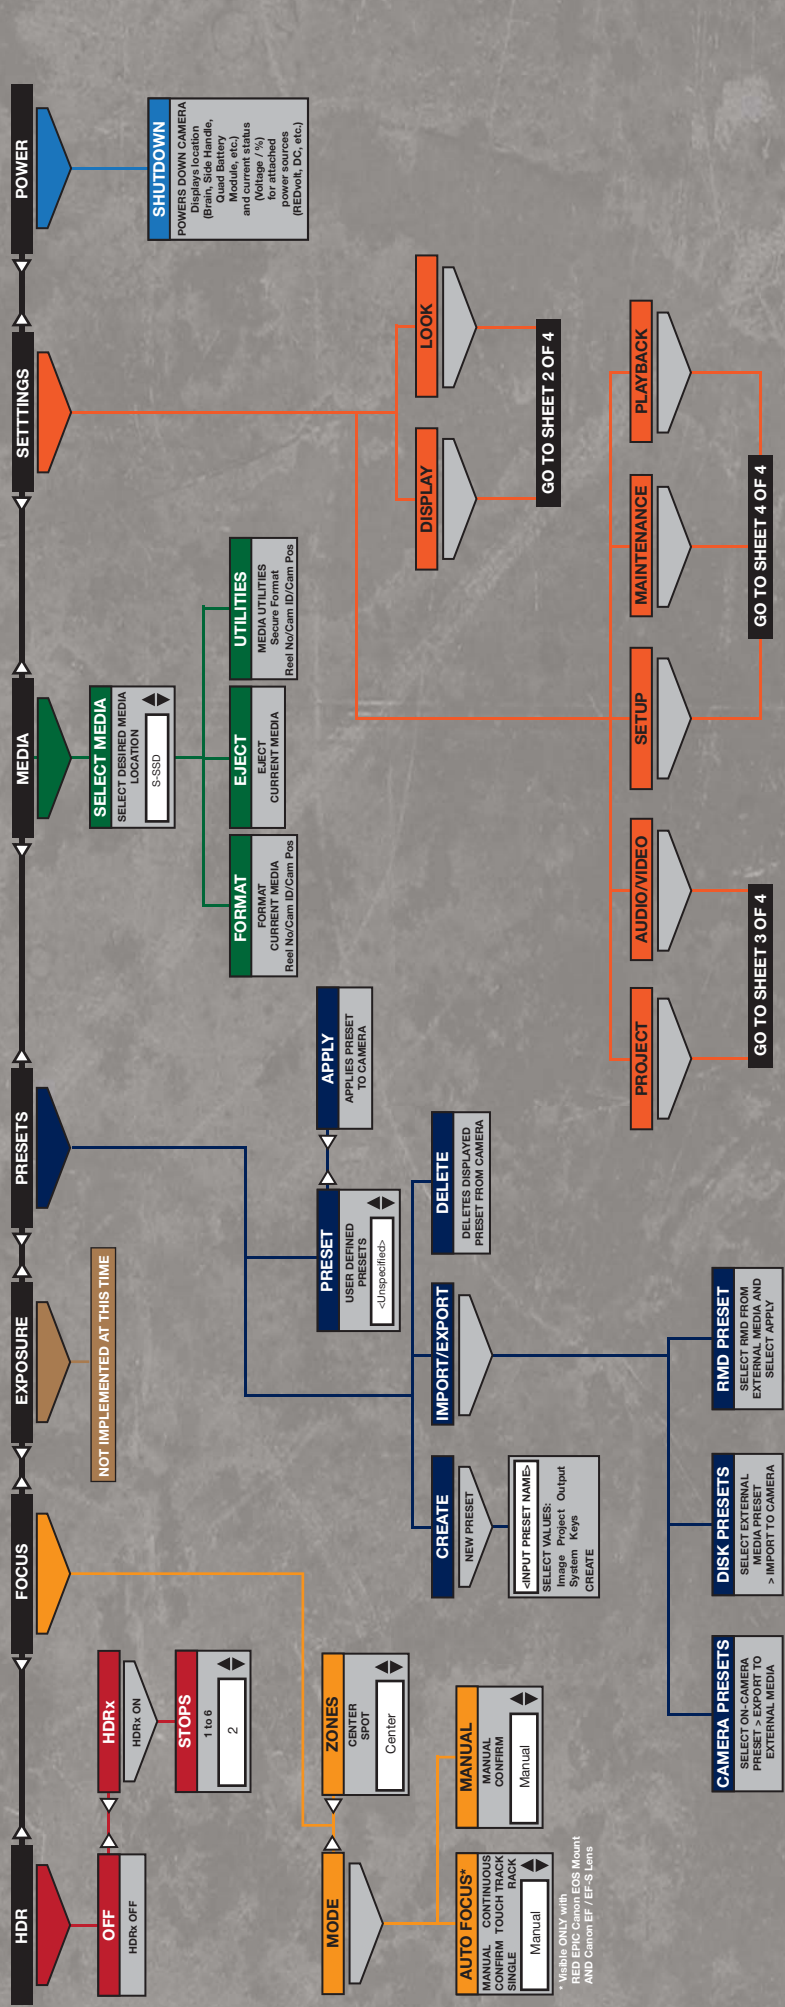 HDR
FOCUS
EXPOSURE
PRESETS
MEDIA
SETTTINGS
POWER
OFF
HDRx OFF
HDRx
HDRx ON
STOPS
1 to 6
2
MODE
ZONES
CENTER
SPOT
Center
AUTO FOCUS*
MANUAL CONTINUOUS
CONFIRM TOUCH TRACK
SINGLE RACK
Manual
* Visible ONLY with
RED EPIC Canon EOS Mount
AND Canon EF / EF-S Lens
MANUAL
MANUAL
CONFIRM
Manual
NOT IMPLEMENTED AT THIS TIME
PRESET
USER DEFINED
PRESETS
<Unspecified>
APPLY
APPLIES PRESET
TO CAMERA
CREATE
NEW PRESET
<INPUT PRESET NAME>
SELECT VALUES:
Image Project Output
System Keys
CREATE
IMPORT/EXPORT
DELETE
DELETES DISPLAYED
PRESET FROM CAMERA
CAMERA PRESETS
SELECT ON-CAMERA
PRESET > EXPORT TO
EXTERNAL MEDIA
DISK PRESETS
SELECT EXTERNAL
MEDIA PRESET
> IMPORT TO CAMERA
RMD PRESET
SELECT RMD FROM
EXTERNAL MEDIA AND
SELECT APPLY
SELECT MEDIA
SELECT DESIRED MEDIA
LOCATION
S-SSD
FORMAT
FORMAT
CURRENT MEDIA
Reel No/Cam ID/Cam Pos
EJECT
EJECT
CURRENT MEDIA
UTILITIES
MEDIA UTILITIES
Secure Format
Reel No/Cam ID/Cam Pos
DISPLAY
LOOK
GO TO SHEET 2 OF 4
PROJECT
AUDIO/VIDEO
SETUP
MAINTENANCE
PLAYBACK
GO TO SHEET 3 OF 4
GO TO SHEET 4 OF 4
SHUTDOWN
POWERS DOWN CAMERA
Displays location
(Brain, Side Handle,
Quad Battery
Module, etc.)
and current status
(Voltage / %)
for attached
power sources
(REDvolt, DC, etc.)